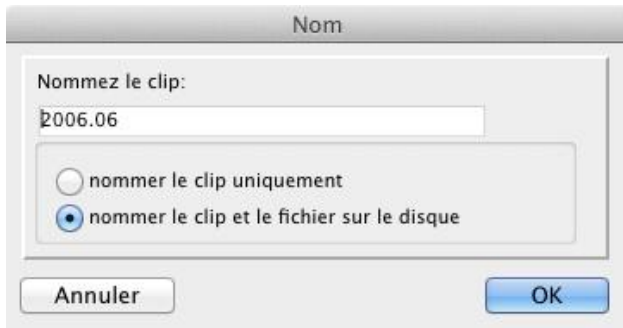 Nom
Nommez le clip:
2006.06
nommer le clip uniquement
nommer le clip et le fichier sur le disque
Annuler
OK